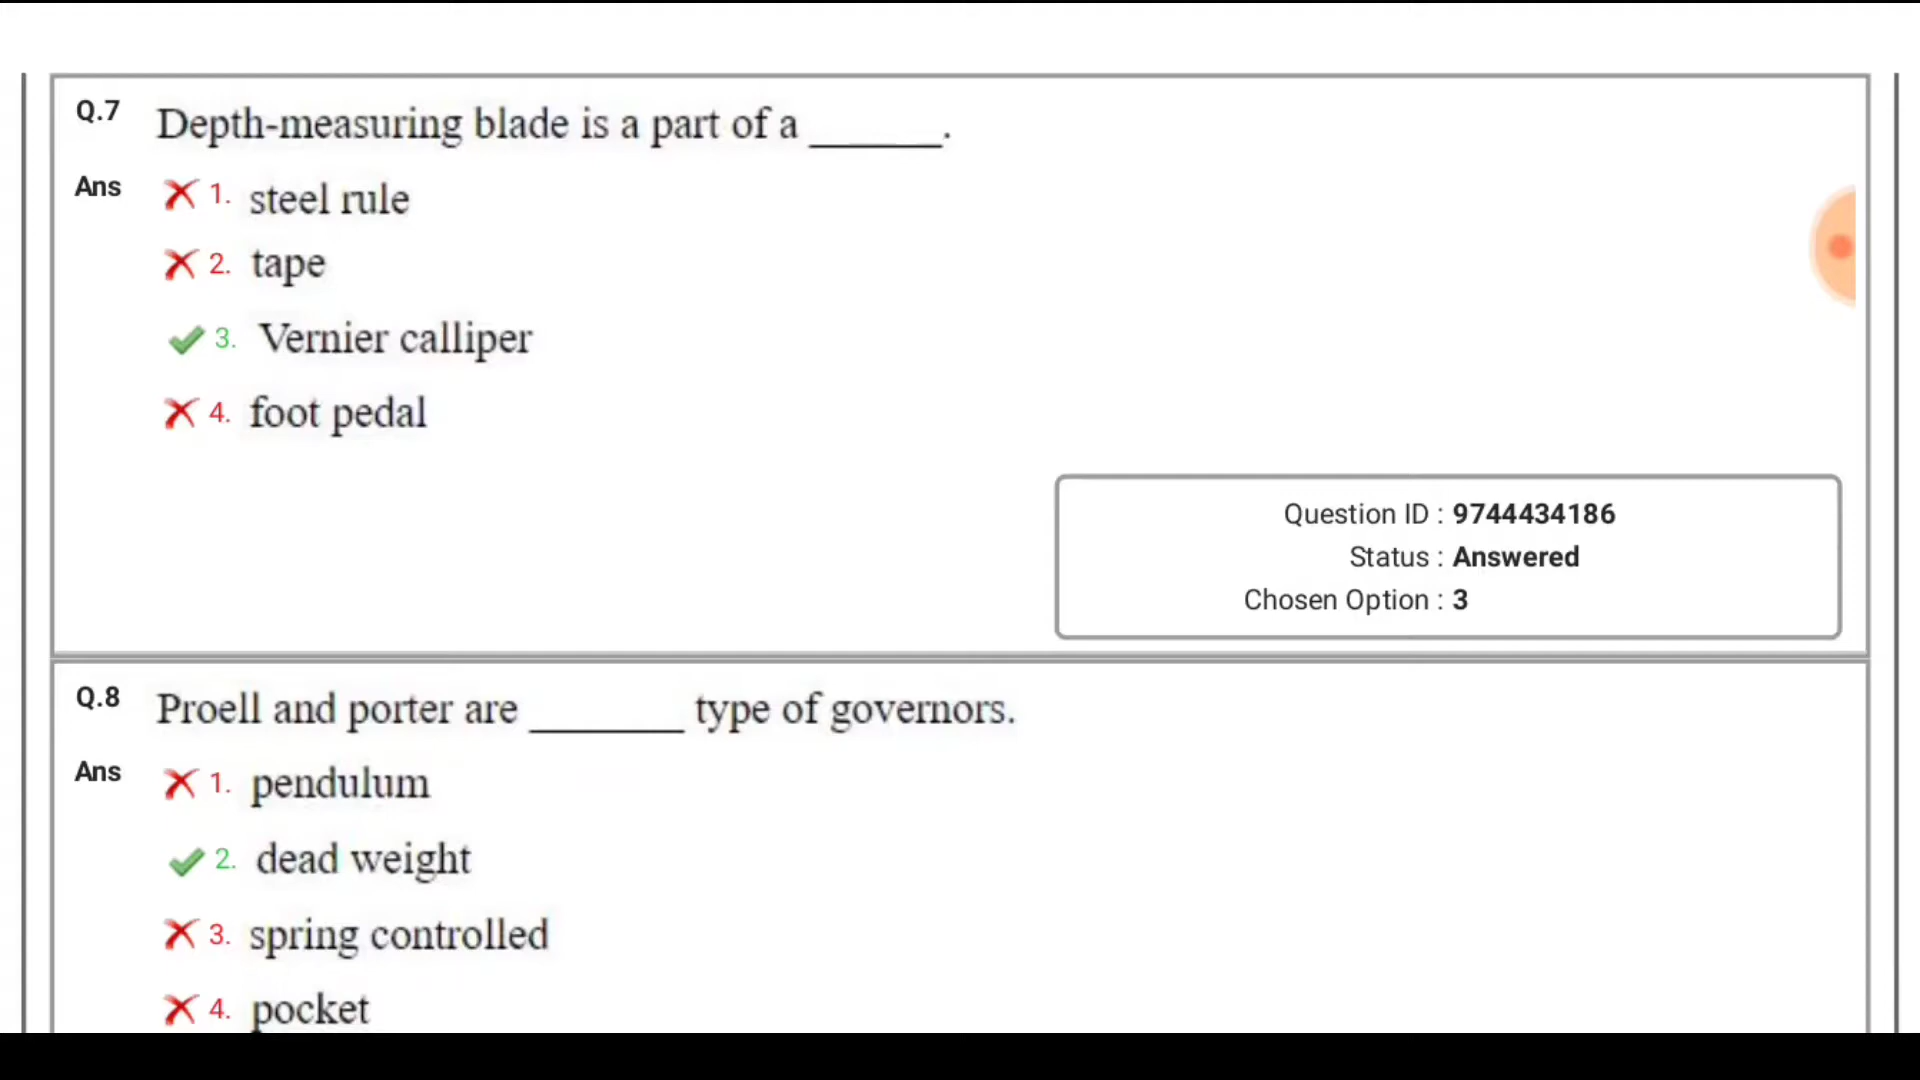 Q.7 Depth-measuring blade is a part of a ______.
Ans 1. steel rule
2. tape
3. Vernier calliper
4. foot pedal
Question ID : 9744434186
Status : Answered
Chosen Option : 3
Q.8 Proell and porter are _______ type of governors.
Ans 1. pendulum
2. dead weight
3. spring controlled
4. pocket